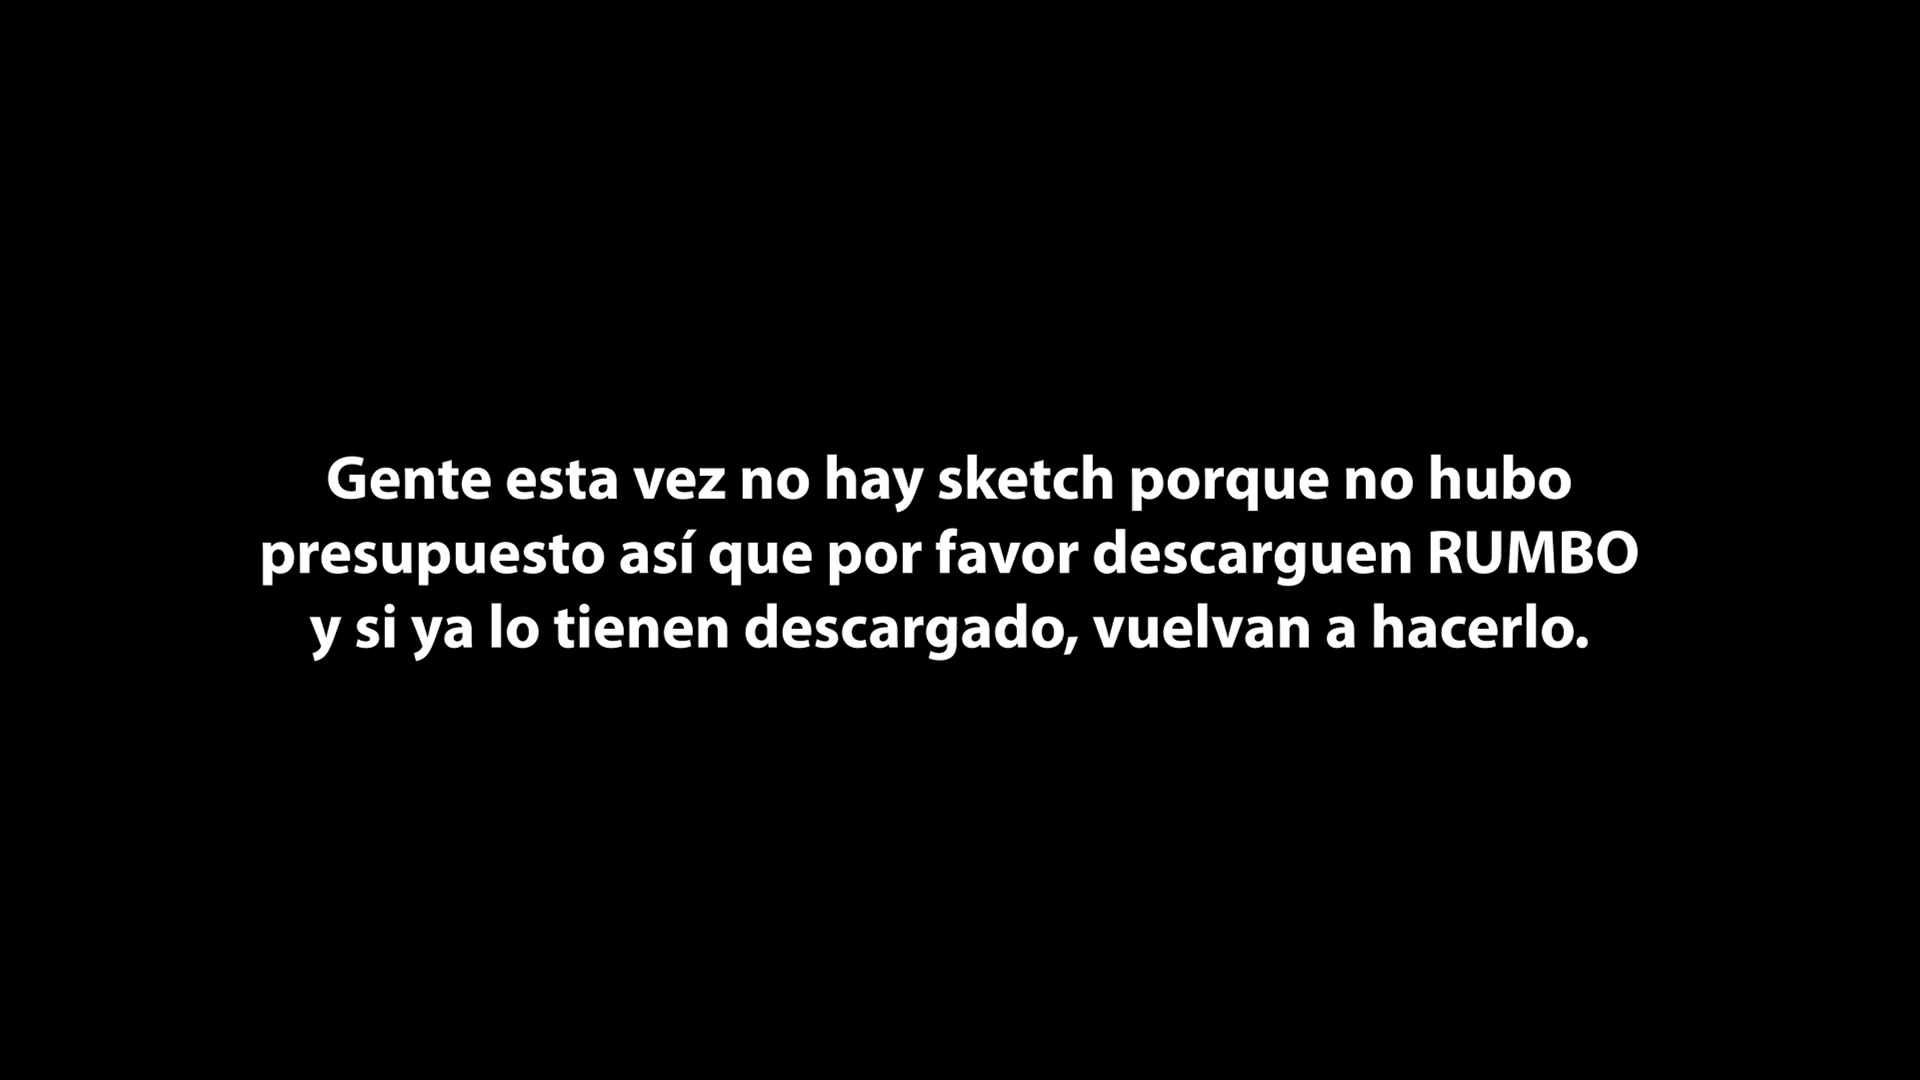 Gente esta vez no hay sketch porque no hubo
presupuesto así que por favor descarguen RUMBO
y si ya lo tienen descargado, vuelvan a hacerlo.